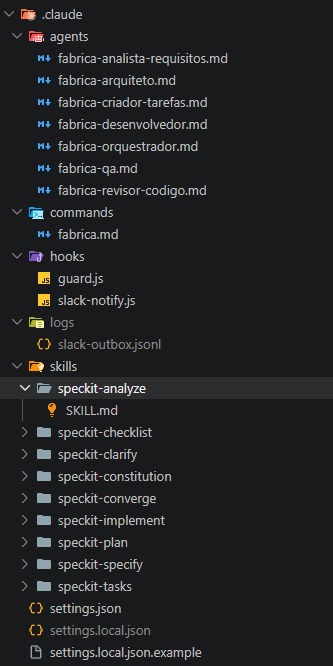 .claude
agents
fabrica-analista-requisitos.md
fabrica-arquiteto.md
fabrica-criador-tarefas.md
fabrica-desenvolvedor.md
fabrica-orquestrador.md
fabrica-qa.md
fabrica-revisor-codigo.md
commands
fabrica.md
hooks
JS guard.js
JS slack-notify.js
logs
slack-outbox.jsonl
skills
speckit-analyze
SKILL.md
speckit-checklist
speckit-clarify
speckit-constitution
speckit-converge
speckit-implement
speckit-plan
speckit-specify
speckit-tasks
settings.json
settings.local.json
settings.local.json.example